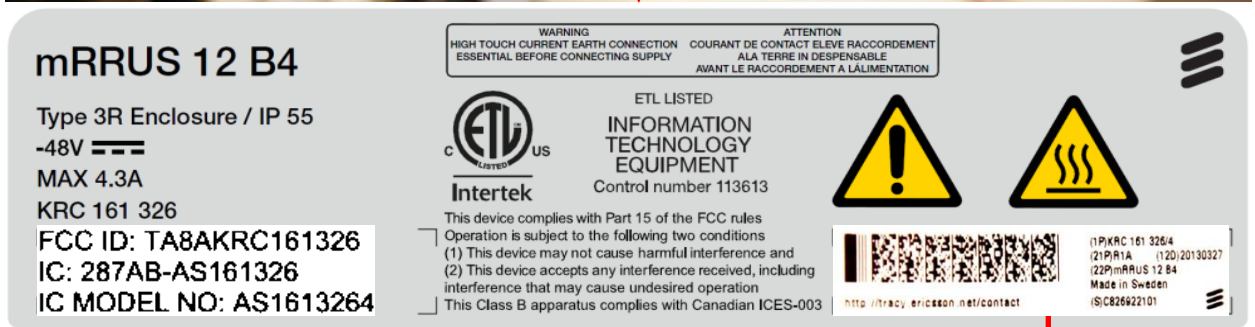 mRRUS 12 B4
Type 3R Enclosure / IP 55
-48V
MAX 4.3A
KRC 161 326
FCC ID: TA8AKRC161326
IC: 287AB-AS161326
IC MODEL NO: AS1613264
WARNING
HIGH TOUCH CURRENT EARTH CONNECTION
ESSENTIAL BEFORE CONNECTING SUPPLY
ATTENTION
COURANT DE CONTACT ELEVE RACCORDEMENT
ALA TERRE IN DESPENSABLE
AVANT LE RACCORDEMENT A LÁLIMENTATION
ETL
LISTED
C US
Intertek
ETL LISTED
INFORMATION
TECHNOLOGY
EQUIPMENT
Control number 113613
This device complies with Part 15 of the FCC rules
Operation is subject to the following two conditions
(1) This device may not cause harmful interference and
(2) This device accepts any interference received, including
interference that may cause undesired operation
This Class B apparatus complies with Canadian ICES-003
http://tracy.ericsson.net/contact
(1P)KRC 161 326/4
(21P)R1A (12D)20130327
(22P)mRRUS 12 B4
Made in Sweden
(S)C826922101